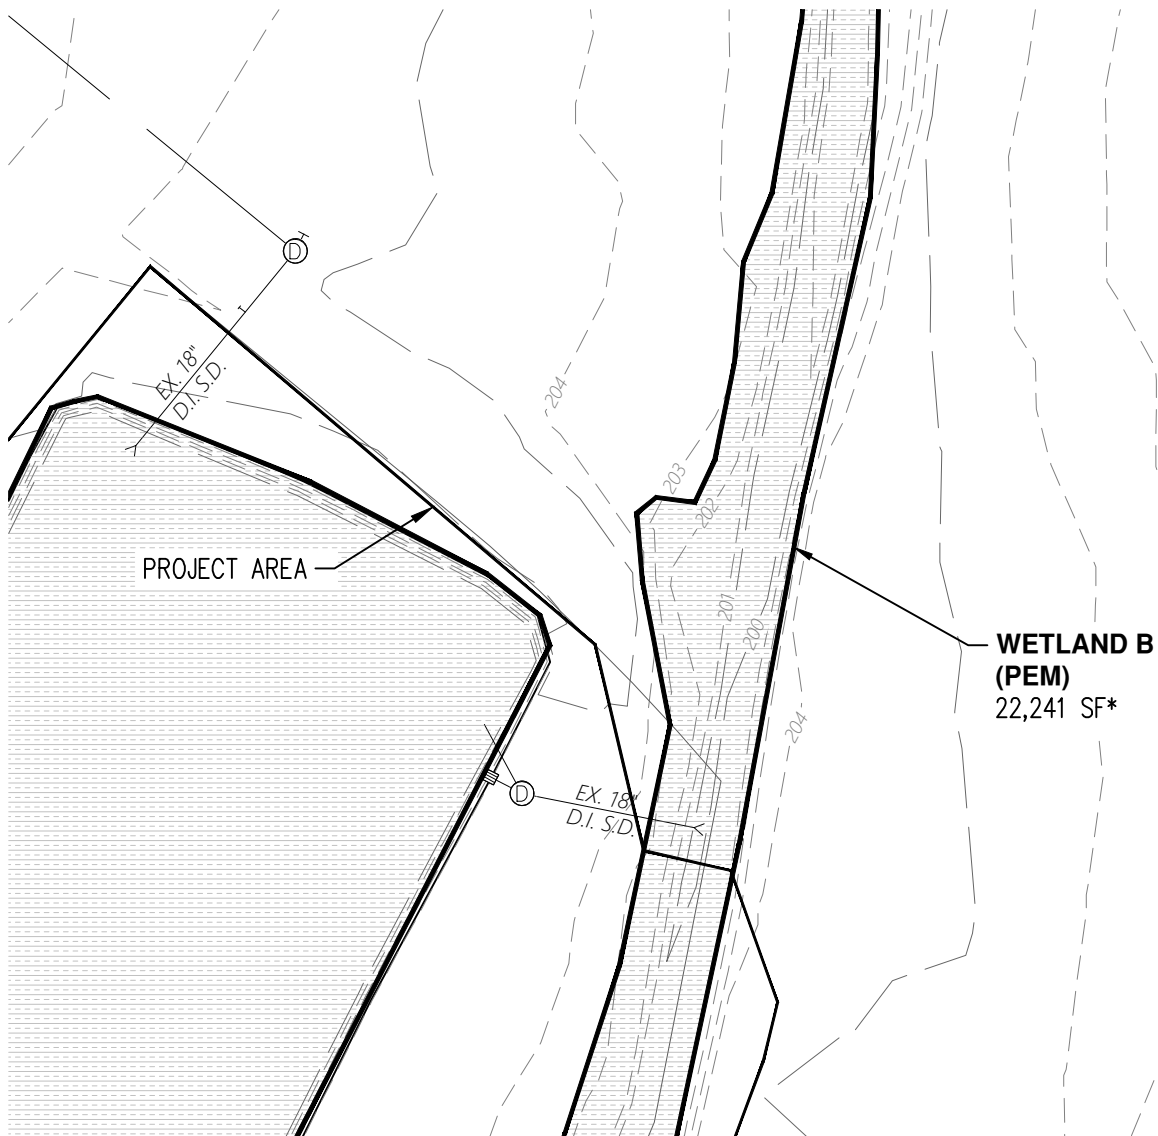 D
EX. 18"
D.I. S.D.
204
203
202
PROJECT AREA
201
200
WETLAND B
(PEM)
22,241 SF*
204
D
EX. 18"
D.I. S.D.